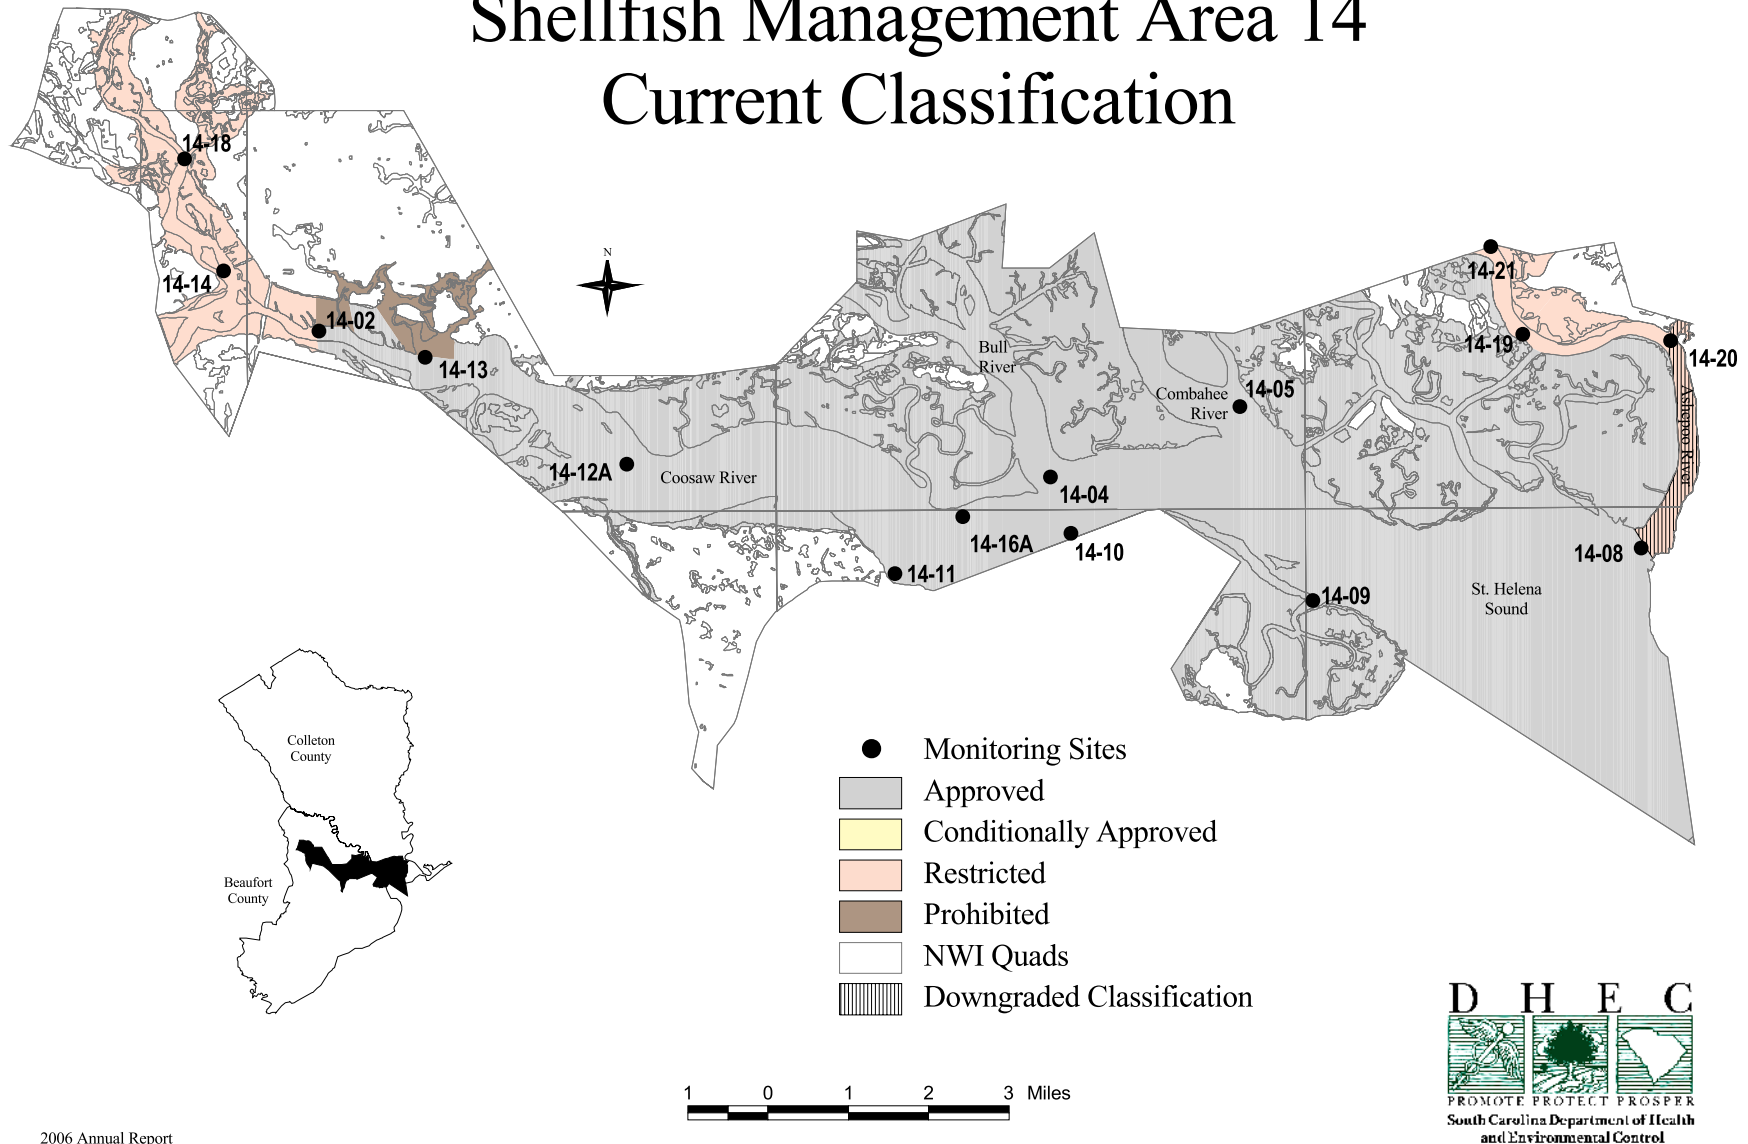 Shellfish Management Area 14
Current Classification
14-18
14-14
14-02
14-13
N
14-12A
Coosaw River
Bull
River
Combahee
River
14-05
14-04
14-16A
14-10
14-11
14-09
14-21
14-19
14-20
Ashepoo River
14-08
St. Helena
Sound
Colleton
County
Beaufort
County
Monitoring Sites
Approved
Conditionally Approved
Restricted
Prohibited
NWI Quads
Downgraded Classification
1 0 1 2 3 Miles
D H E C
PROMOTE PROTECT PROSPER
South Carolina Department of Health
and Environmental Control
2006 Annual Report